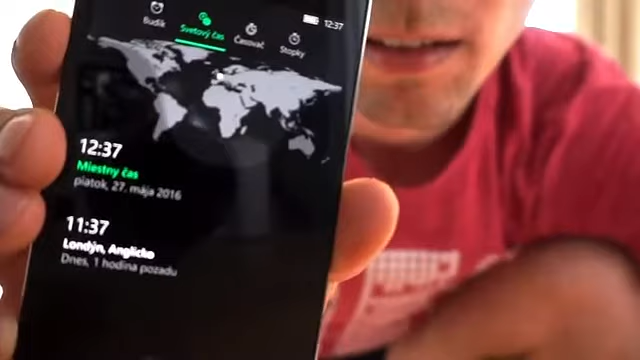 12:37
Budík
Svetový čas
Časovač
Stopky
12:37
Miestny čas
piatok, 27. mája 2016
11:37
Londýn, Anglicko
Dnes, 1 hodina pozadu